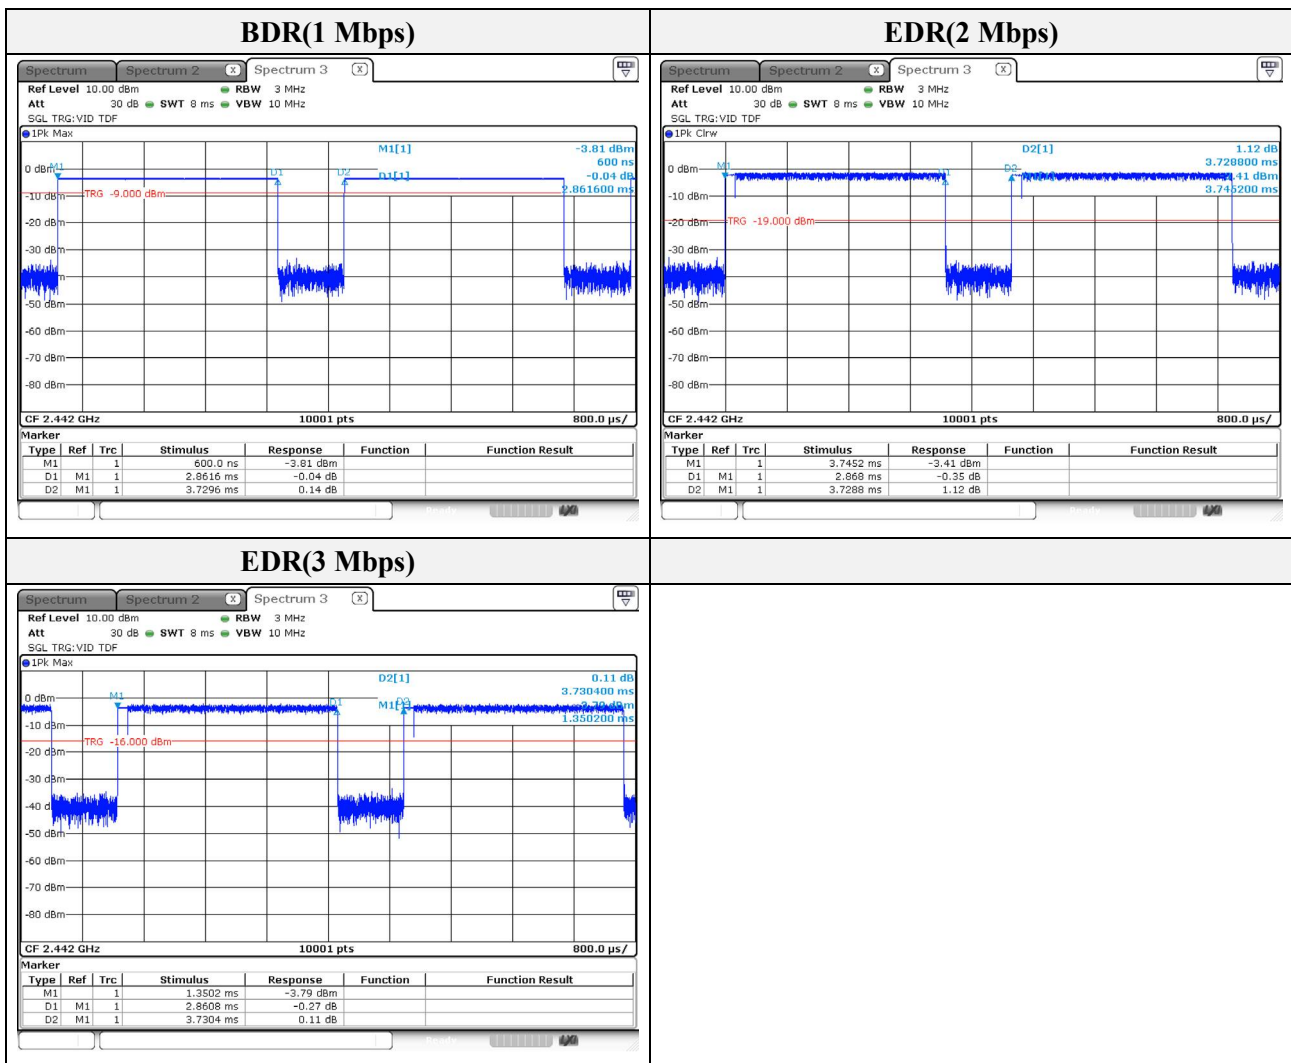 BDR(1 Mbps)
EDR(2 Mbps)
Spectrum Spectrum 2 X Spectrum 3 X
Ref Level 10.00 dBm RBW 3 MHz
Att 30 dB SWT 8 ms VBW 10 MHz
SGL TRG:VID TDF
1Pk Max
M1[1] -3.81 dBm
600 ns
D1[1] -0.04 dB
2.861600 ms
M1
D1
D2
0 dBm
TRG -9.000 dBm
-10 dBm
-20 dBm
-30 dBm
-50 dBm
-60 dBm
-70 dBm
-80 dBm
CF 2.442 GHz 10001 pts 800.0 µs/
Marker
Type Ref Trc Stimulus Response Function Function Result
M1 1 600.0 ns -3.81 dBm
D1 M1 1 2.8616 ms -0.04 dB
D2 M1 1 3.7296 ms 0.14 dB
Spectrum Spectrum 2 X Spectrum 3 X
Ref Level 10.00 dBm RBW 3 MHz
Att 30 dB SWT 8 ms VBW 10 MHz
SGL TRG:VID TDF
1Pk Clrw
D2[1] 1.12 dB
3.728800 ms
.41 dBm
3.745200 ms
M1
D2
0 dBm
-10 dBm
TRG -19.000 dBm
-20 dBm
-30 dBm
-50 dBm
-60 dBm
-70 dBm
-80 dBm
CF 2.442 GHz 10001 pts 800.0 µs/
Marker
Type Ref Trc Stimulus Response Function Function Result
M1 1 3.7452 ms -3.41 dBm
D1 M1 1 2.868 ms -0.35 dB
D2 M1 1 3.7288 ms 1.12 dB
EDR(3 Mbps)
Spectrum Spectrum 2 X Spectrum 3 X
Ref Level 10.00 dBm RBW 3 MHz
Att 30 dB SWT 8 ms VBW 10 MHz
SGL TRG:VID TDF
1Pk Max
D2[1] 0.11 dB
3.730400 ms
M1[1] -3.79 dBm
1.350200 ms
M1
D1
D2
0 dBm
-10 dBm
TRG -16.000 dBm
-20 dBm
-30 dBm
-50 dBm
-60 dBm
-70 dBm
-80 dBm
CF 2.442 GHz 10001 pts 800.0 µs/
Marker
Type Ref Trc Stimulus Response Function Function Result
M1 1 1.3502 ms -3.79 dBm
D1 M1 1 2.8608 ms -0.27 dB
D2 M1 1 3.7304 ms 0.11 dB